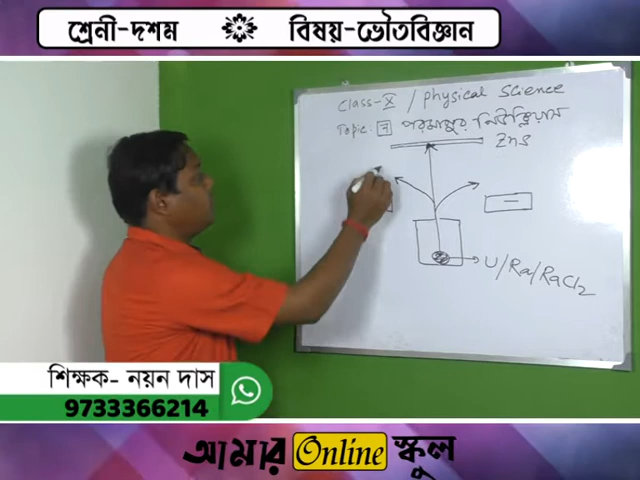 শ্রেনী-দশম বিষয়-ভৌতবিজ্ঞান
Class-X / Physical Science
Topic: 7 পরমাণুর নিউক্লিয়াস
ZnS
−
U/Ra/RaCl2
শিক্ষক- নয়ন দাস
9733366214
আমার Online স্কুল